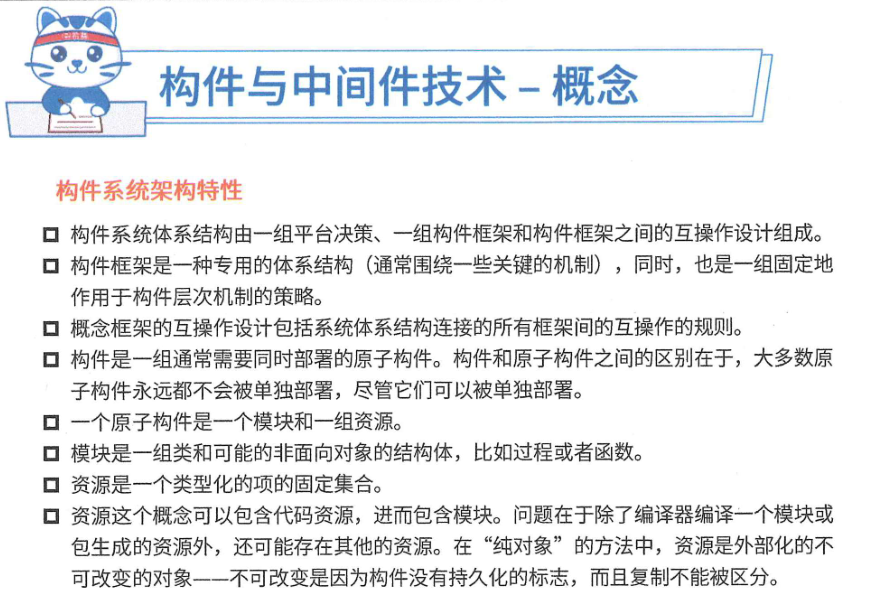 构件与中间件技术 – 概念
构件系统架构特性
构件系统体系结构由一组平台决策、一组构件框架和构件框架之间的互操作设计组成。
构件框架是一种专用的体系结构（通常围绕一些关键的机制），同时，也是一组固定地
作用于构件层次机制的策略。
概念框架的互操作设计包括系统体系结构连接的所有框架间的互操作的规则。
构件是一组通常需要同时部署的原子构件。构件和原子构件之间的区别在于，大多数原
子构件永远都不会被单独部署，尽管它们可以被单独部署。
一个原子构件是一个模块和一组资源。
模块是一组类和可能的非面向对象的结构体，比如过程或者函数。
资源是一个类型化的项的固定集合。
资源这个概念可以包含代码资源，进而包含模块。问题在于除了编译器编译一个模块或
包生成的资源外，还可能存在其他的资源。在“纯对象”的方法中，资源是外部化的不
可改变的对象——不可改变是因为构件没有持久化的标志，而且复制不能被区分。